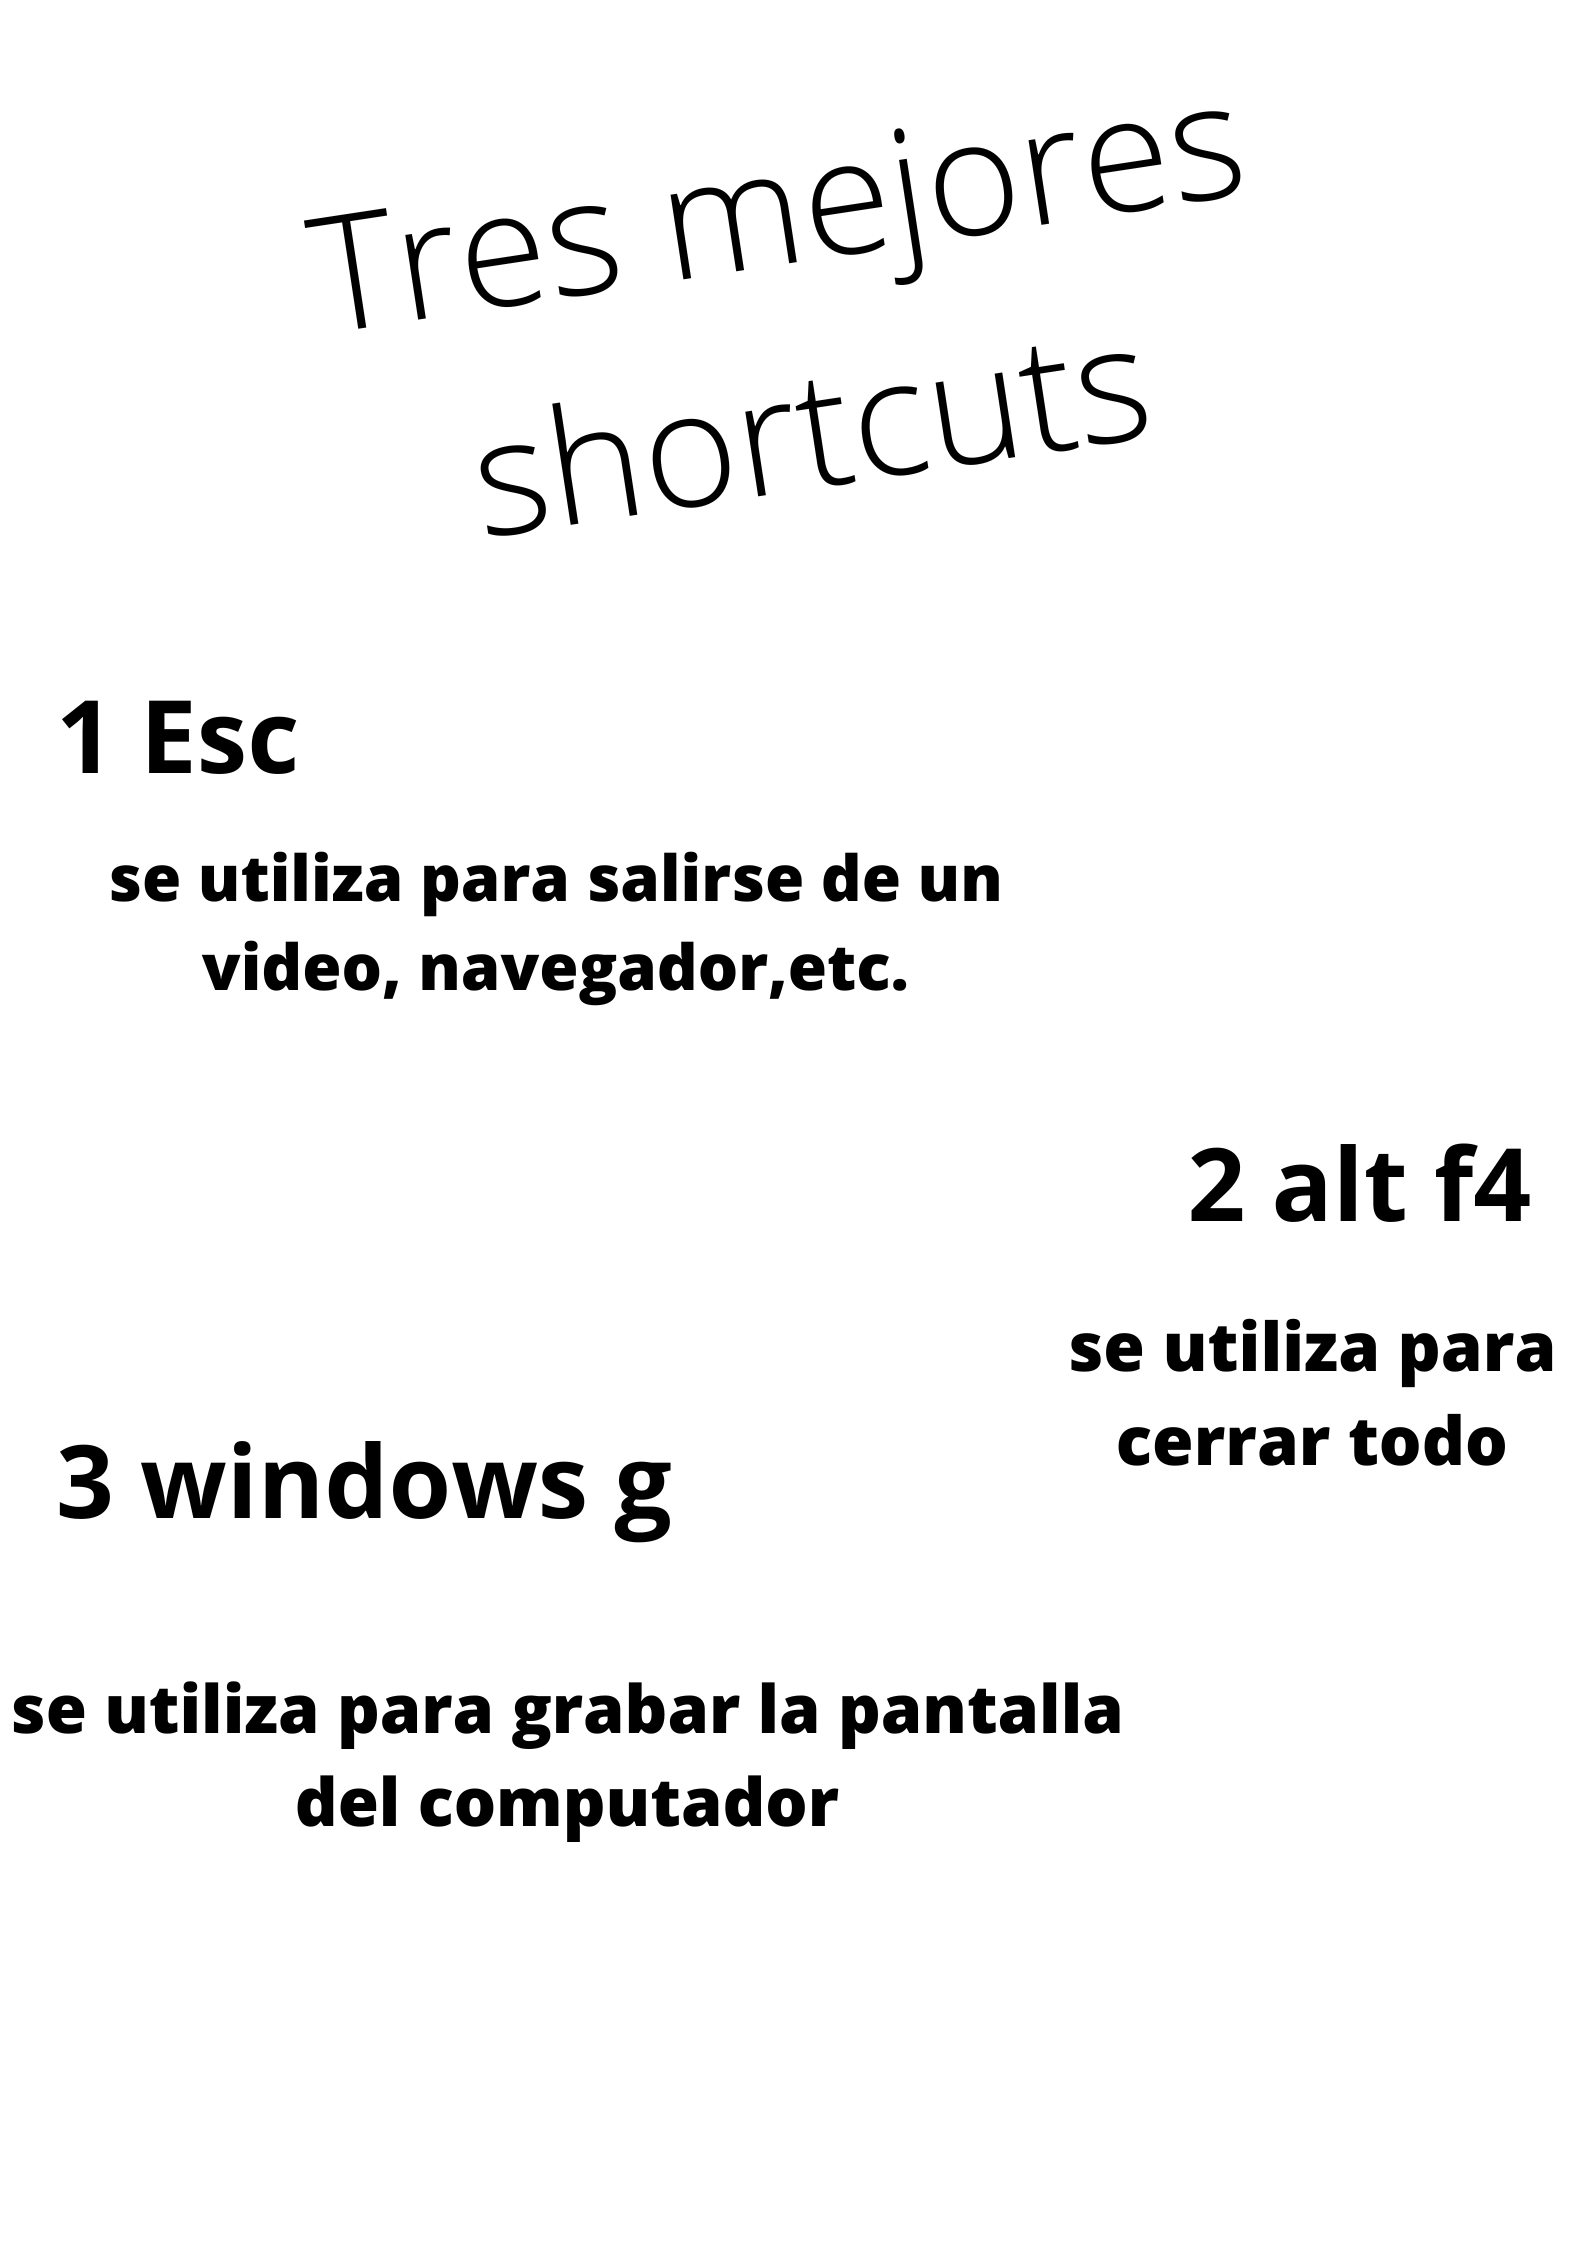 Tres mejores
shortcuts
1 Esc
se utiliza para salirse de un
video, navegador,etc.
2 alt f4
se utiliza para
cerrar todo
3 windows g
se utiliza para grabar la pantalla
del computador